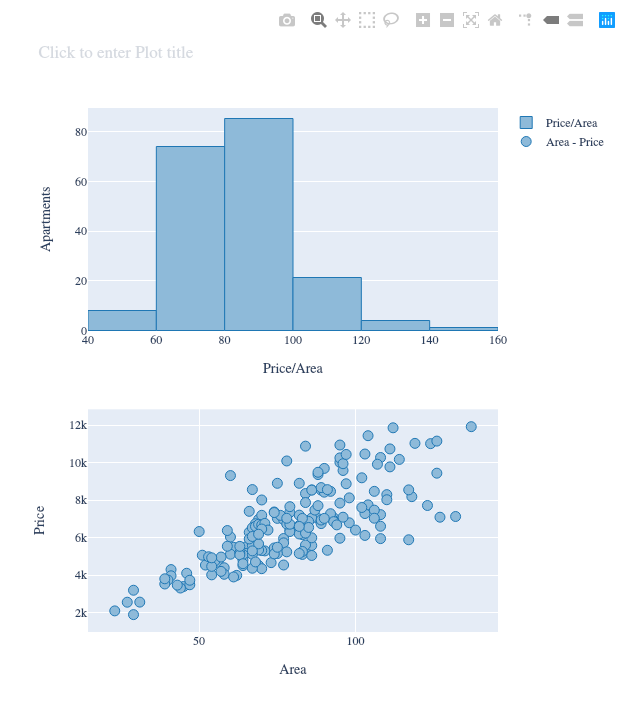 Click to enter Plot title
Price/Area
Area - Price
Apartments
80
60
40
20
0
40 60 80 100 120 140 160
Price/Area
Price
12k
10k
8k
6k
4k
2k
50 100
Area